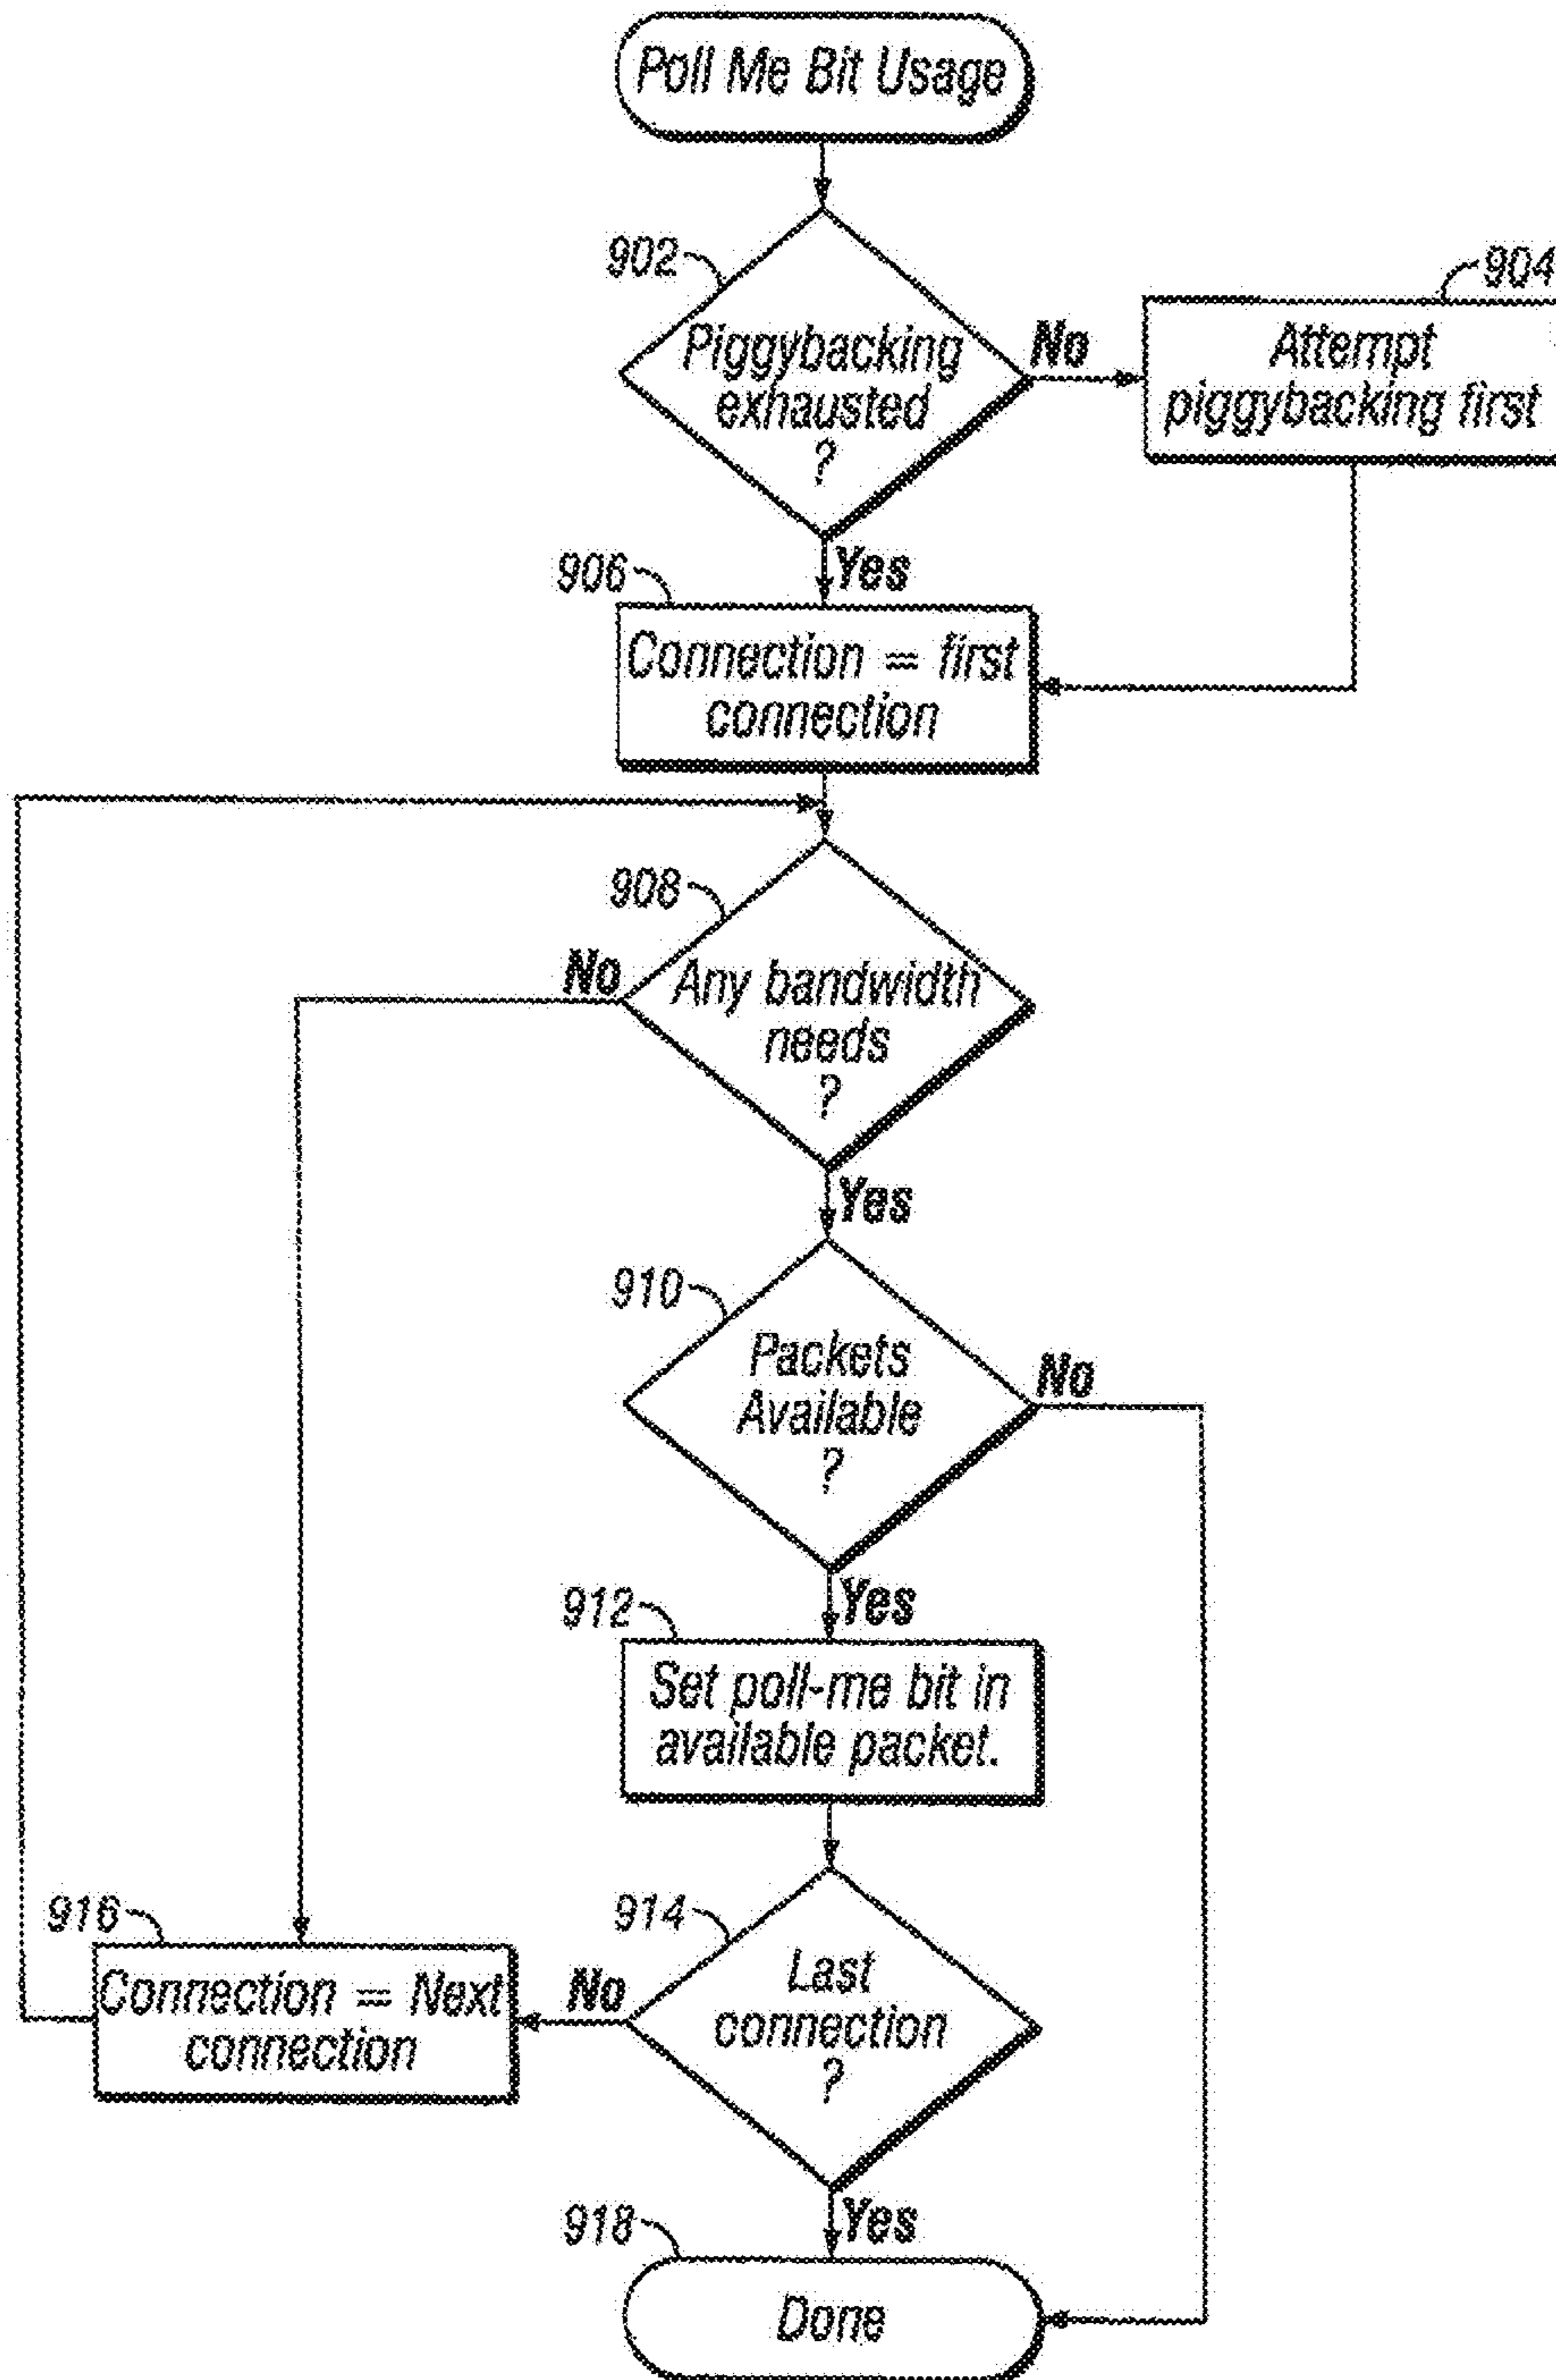 Poll Me Bit Usage
902
Piggybacking
exhausted
?
No
904
Attempt
piggybacking first
Yes
906
Connection = first
connection
908
No
Any bandwidth
needs
?
Yes
910
Packets
Available
?
No
Yes
912
Set poll-me bit in
available packet.
916
Connection = Next
connection
No
914
Last
connection
?
Yes
918
Done